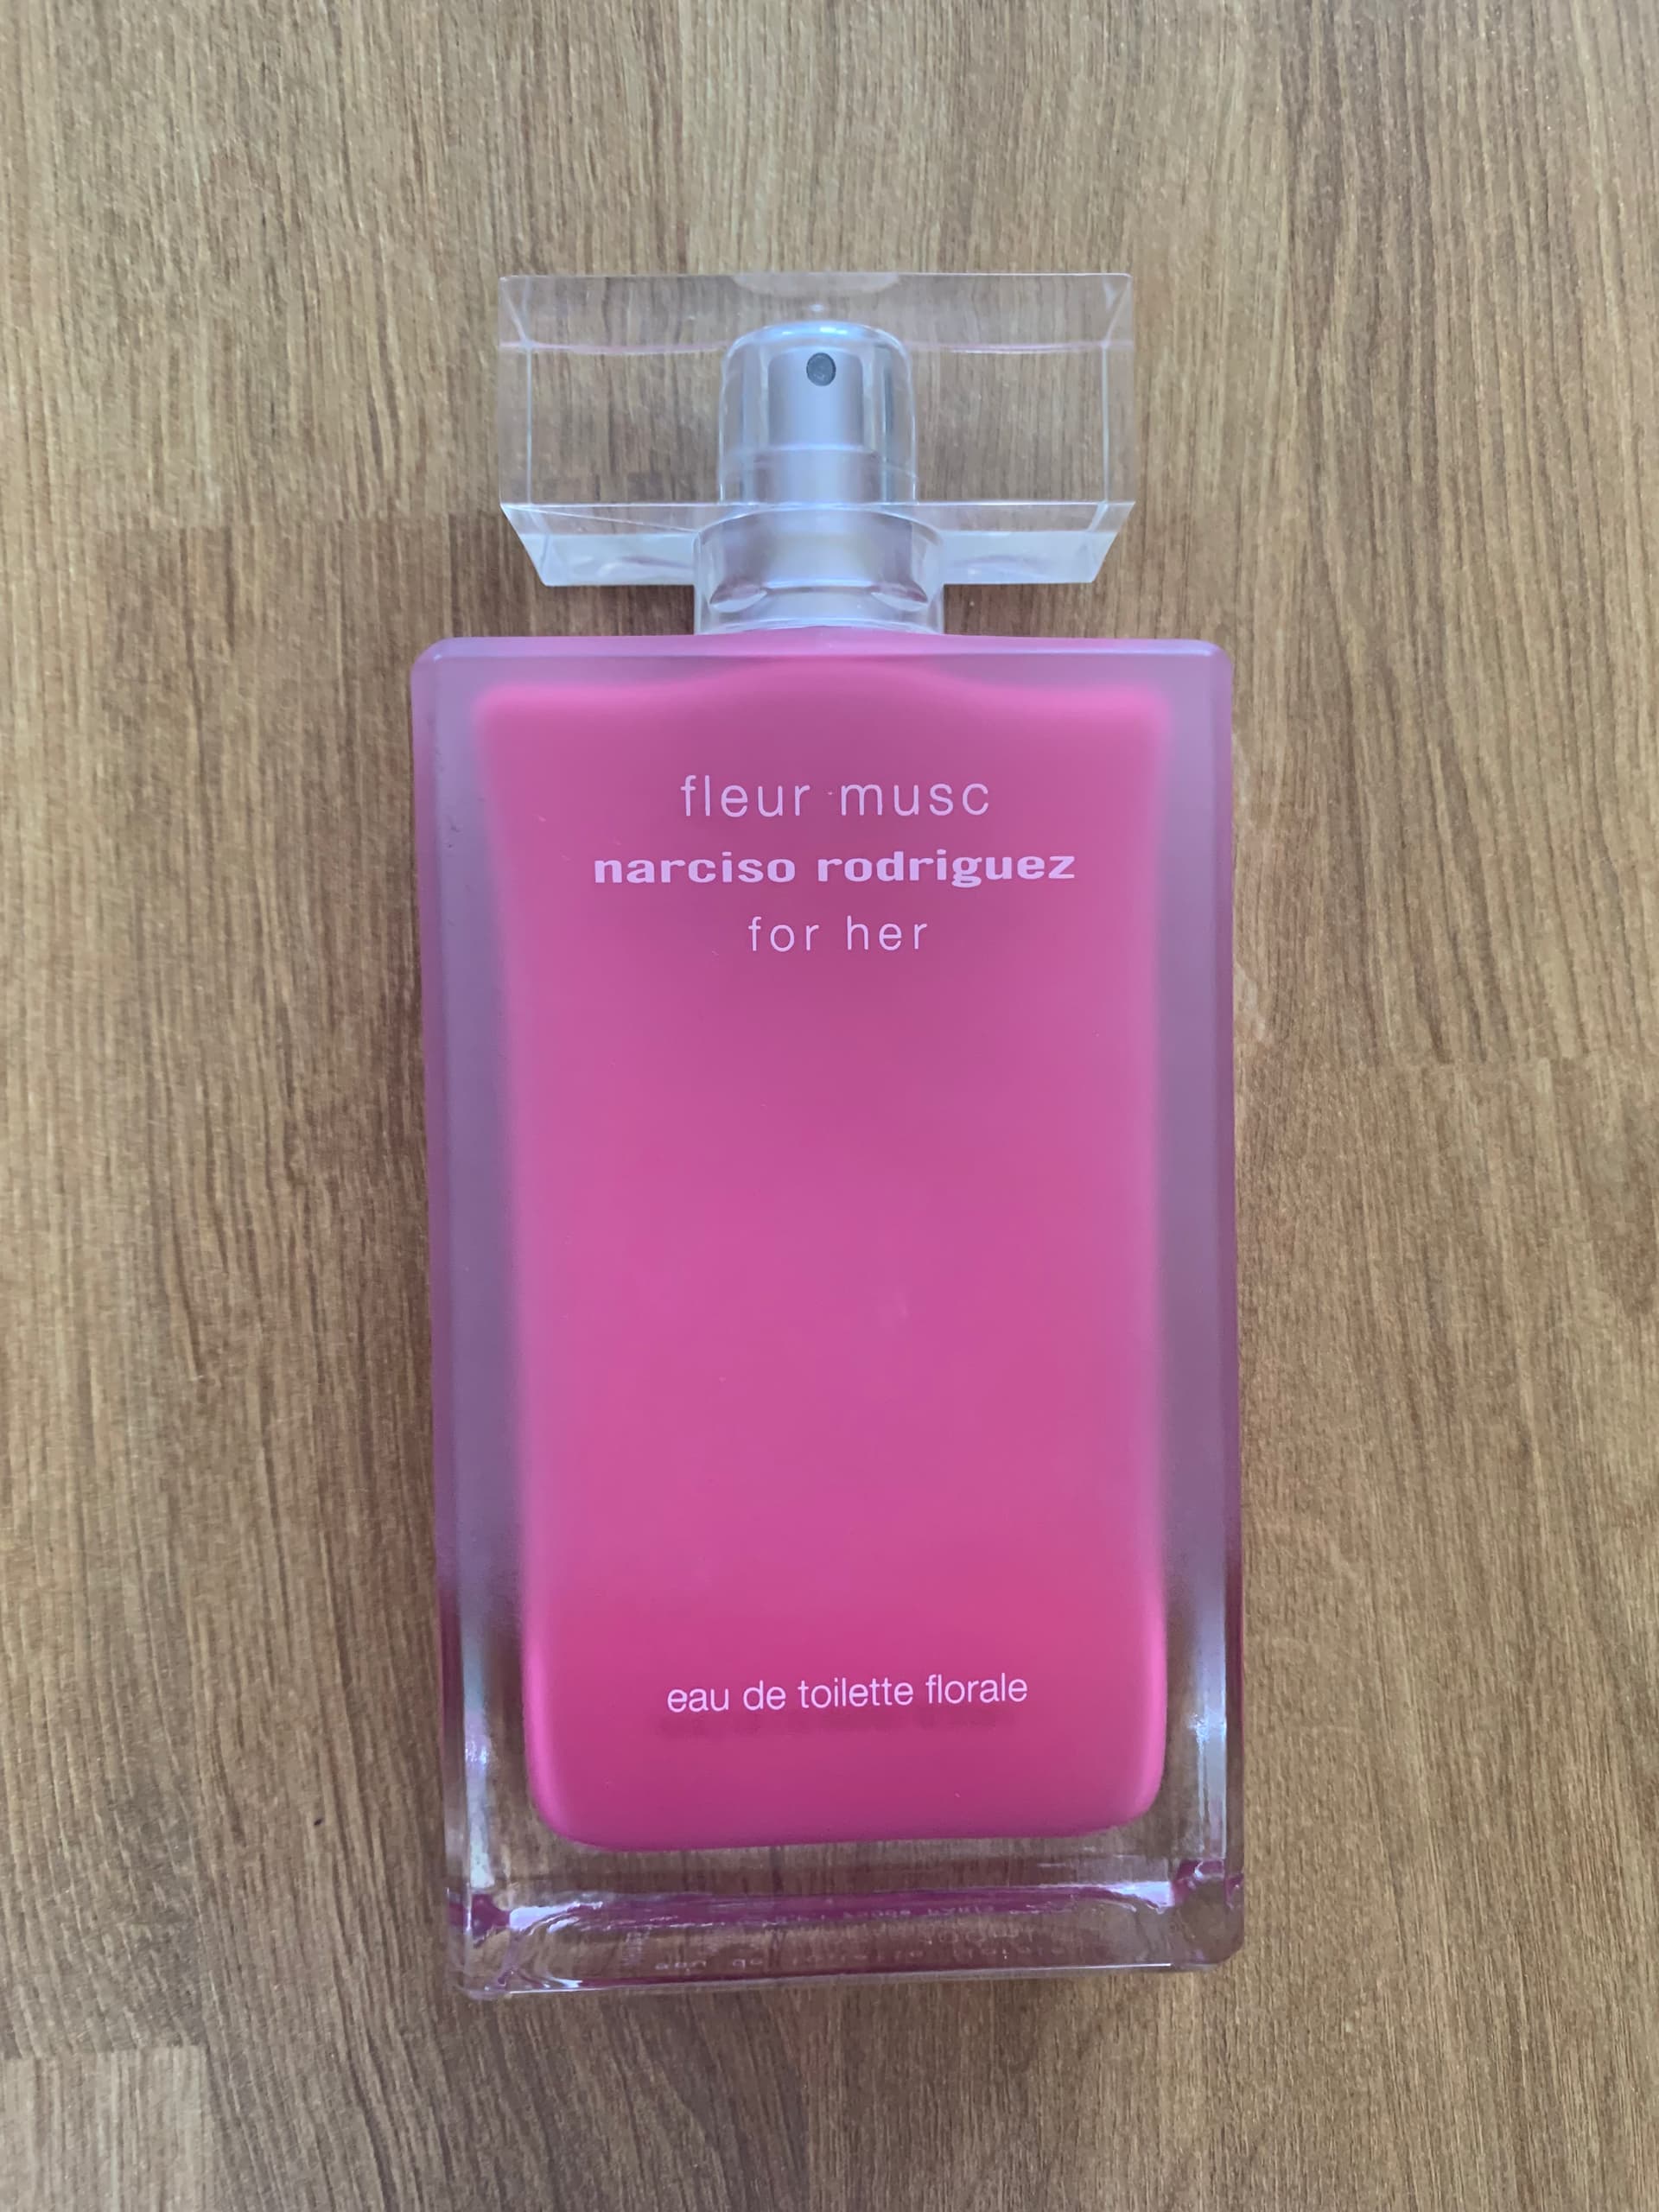 fleur musc
narciso rodriguez
for her
eau de toilette florale